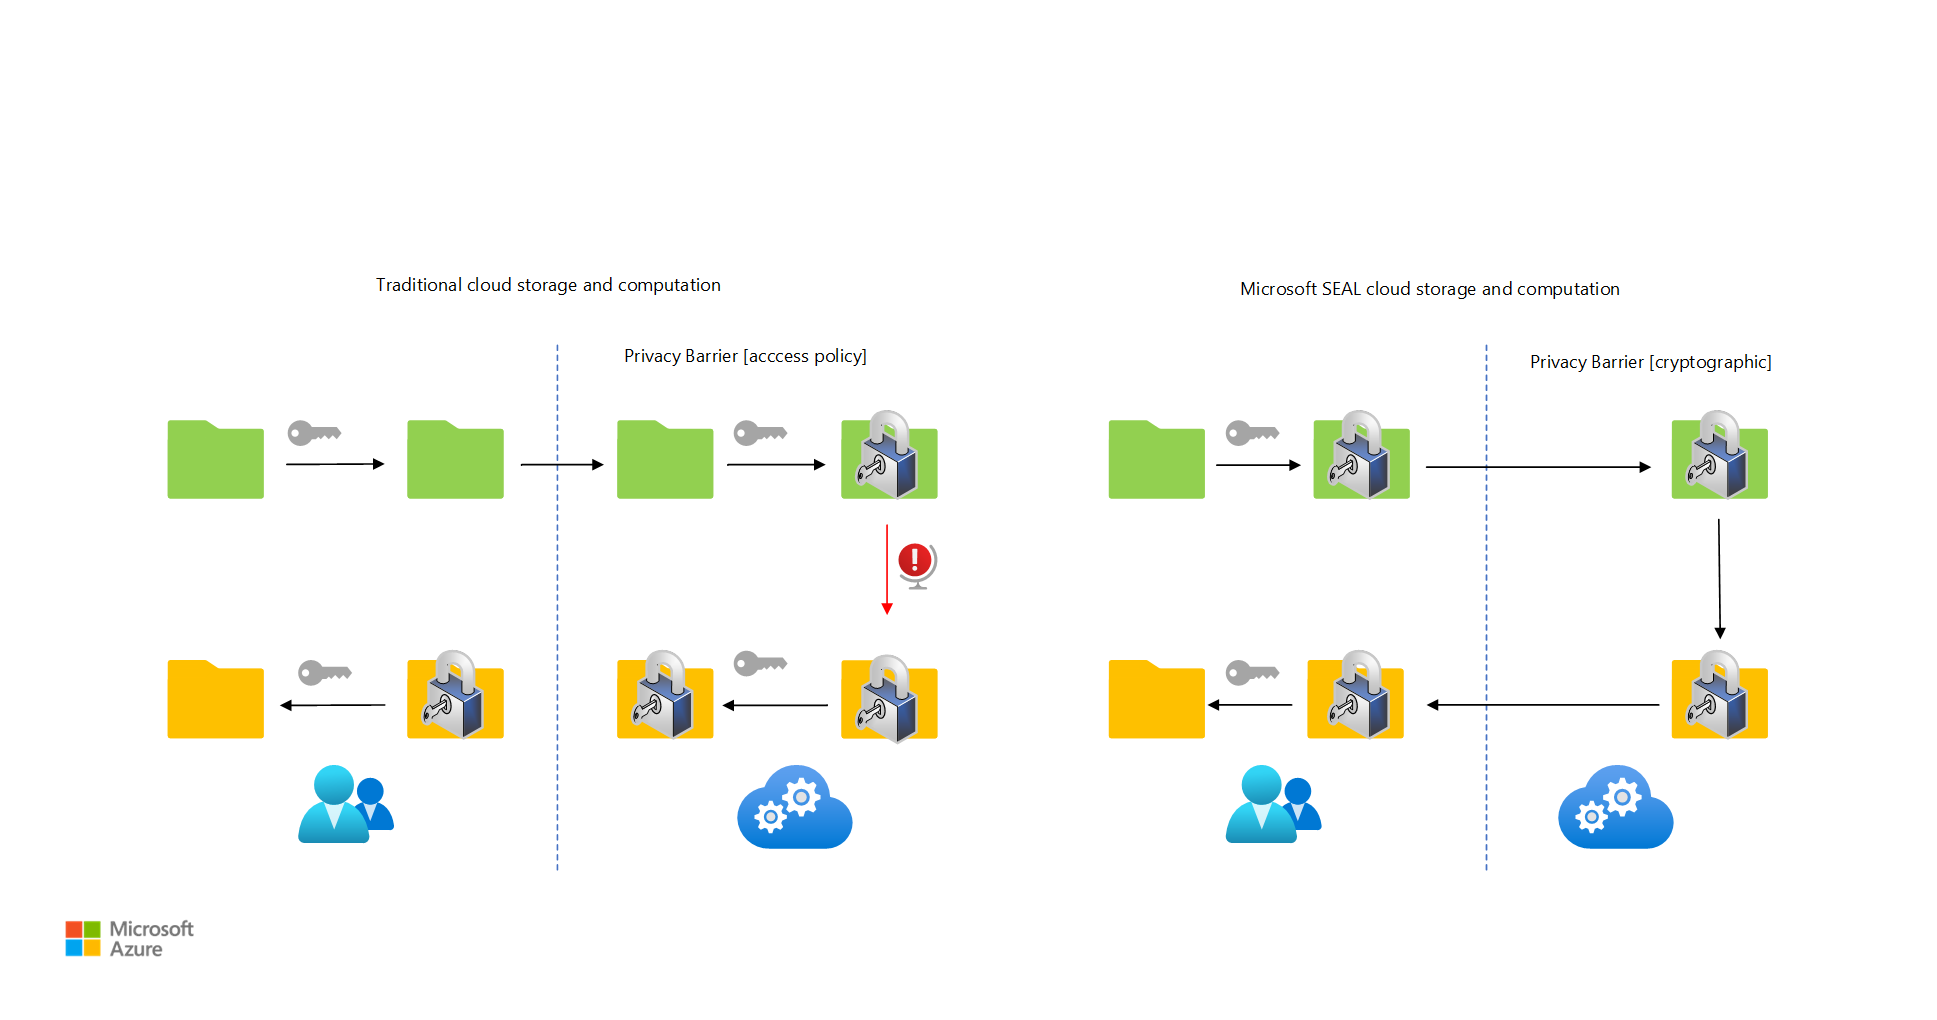 Traditional cloud storage and computation
Microsoft SEAL cloud storage and computation
Privacy Barrier [acccess policy]
Privacy Barrier [cryptographic]
Microsoft
Azure